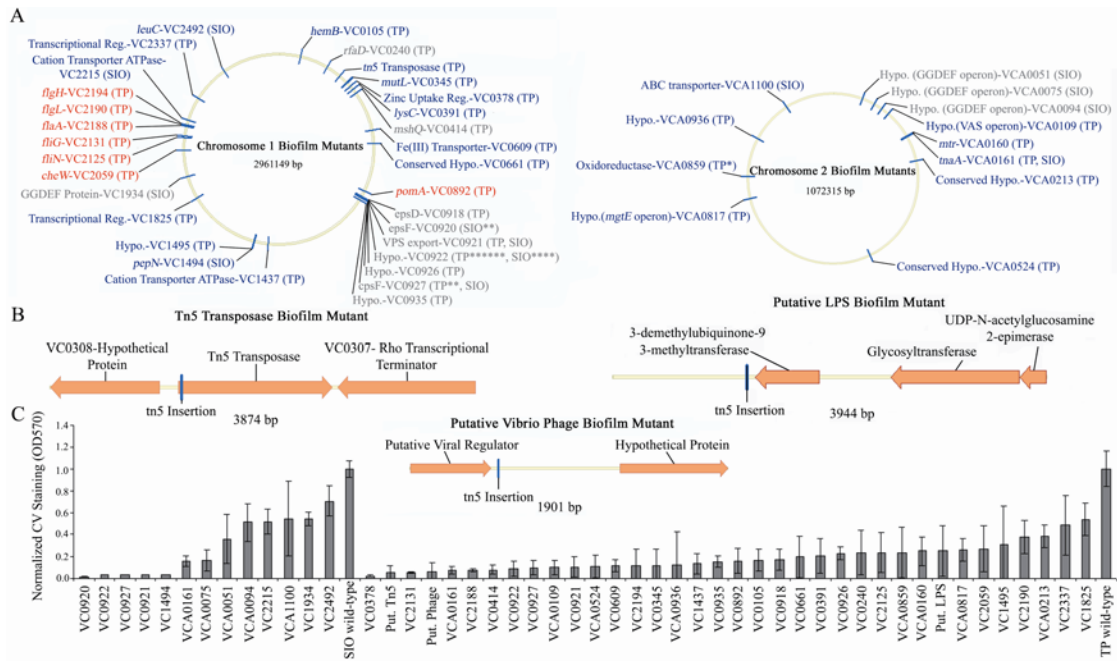 A
leuC-VC2492 (SIO)
Transcriptional Reg.-VC2337 (TP)
Cation Transporter ATPase-
VC2215 (SIO)
flgH-VC2194 (TP)
flgL-VC2190 (TP)
flaA-VC2188 (TP)
fliG-VC2131 (TP)
fliN-VC2125 (TP)
cheW-VC2059 (TP)
GGDEF Protein-VC1934 (SIO)
Transcriptional Reg.-VC1825 (TP)
Hypo.-VC1495 (TP)
pepN-VC1494 (SIO)
Cation Transporter ATPase-VC1437 (TP)
Chromosome 1 Biofilm Mutants
2961149 bp
hemB-VC0105 (TP)
rfaD-VC0240 (TP)
tn5 Transposase (TP)
mutL-VC0345 (TP)
Zinc Uptake Reg.-VC0378 (TP)
lysC-VC0391 (TP)
mshQ-VC0414 (TP)
Fe(III) Transporter-VC0609 (TP)
Conserved Hypo.-VC0661 (TP)
pomA-VC0892 (TP)
epsD-VC0918 (TP)
epsF-VC0920 (SIO**)
VPS export-VC0921 (TP, SIO)
Hypo.-VC0922 (TP******, SIO****)
Hypo.-VC0926 (TP)
cpsF-VC0927 (TP**, SIO)
Hypo.-VC0935 (TP)
ABC transporter-VCA1100 (SIO)
Hypo.-VCA0936 (TP)
Oxidoreductase-VCA0859 (TP*)
Hypo.(mgtE operon)-VCA0817 (TP)
Chromosome 2 Biofilm Mutants
1072315 bp
Hypo. (GGDEF operon)-VCA0051 (SIO)
Hypo. (GGDEF operon)-VCA0075 (SIO)
Hypo. (GGDEF operon)-VCA0094 (SIO)
Hypo.(VAS operon)-VCA0109 (TP)
mtr-VCA0160 (TP)
tnaA-VCA0161 (TP, SIO)
Conserved Hypo.-VCA0213 (TP)
Conserved Hypo.-VCA0524 (TP)
B
Tn5 Transposase Biofilm Mutant
VC0308-Hypothetical
Protein
Tn5 Transposase
VC0307- Rho Transcriptional
Terminator
tn5 Insertion
3874 bp
Putative LPS Biofilm Mutant
3-demethylubiquinone-9
3-methyltransferase
Glycosyltransferase
UDP-N-acetylglucosamine
2-epimerase
tn5 Insertion
3944 bp
Putative Vibrio Phage Biofilm Mutant
Putative Viral Regulator
Hypothetical Protein
tn5 Insertion
1901 bp
C
Normalized CV Staining (OD570)
1.4
1.2
1.0
0.8
0.6
0.4
0.2
0.0
VC0920
VC0922
VC0927
VC0921
VC1494
VCA0161
VCA0075
VCA0051
VCA0094
VC2215
VCA1100
VC1934
VC2492
SIO wild-type
VC0378
Put. Tn5
VC2131
Put. Phage
VCA0161
VC2188
VC0414
VC0922
VC0927
VCA0109
VC0921
VCA0524
VC0609
VC2194
VC0345
VCA0936
VC1437
VC0935
VC0892
VC0105
VC0918
VC0661
VC0391
VC0926
VC0240
VC2125
VCA0859
VCA0160
Put. LPS
VCA0817
VC2059
VC1495
VC2190
VCA0213
VC2337
VC1825
TP wild-type